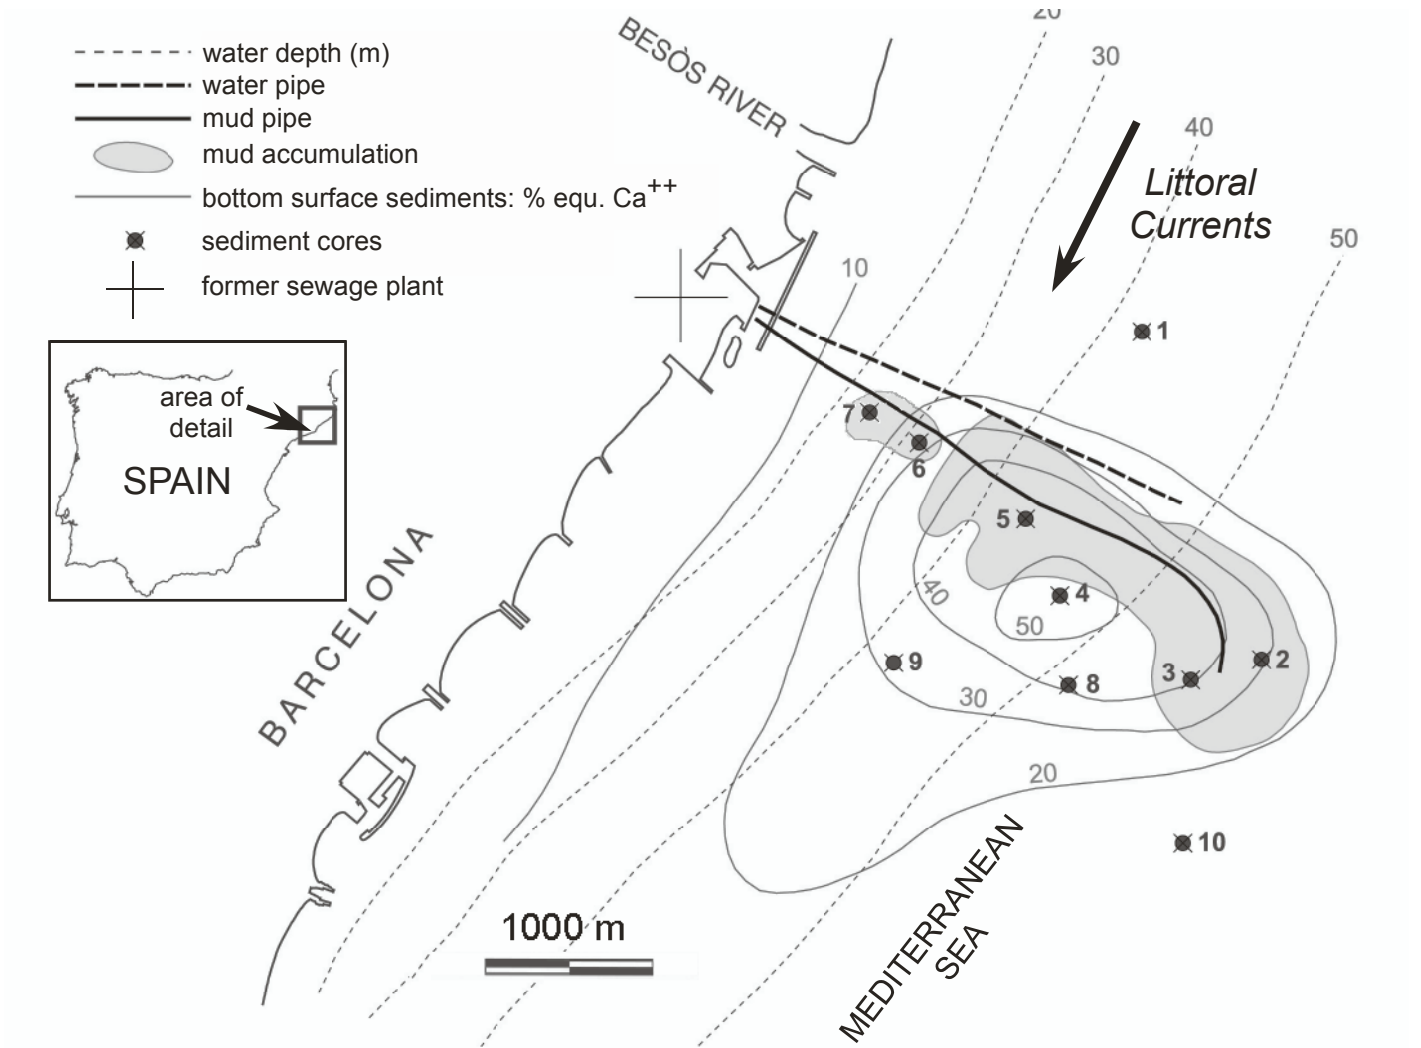 water depth (m)
water pipe
mud pipe
mud accumulation
bottom surface sediments: % equ. Ca++
sediment cores
former sewage plant
area of
detail
SPAIN
BESÒS RIVER
20
30
40
50
Littoral
Currents
10
1
7
6
5
4
40
50
9
8
3
2
30
20
10
BARCELONA
1000 m
MEDITERRANEAN
SEA